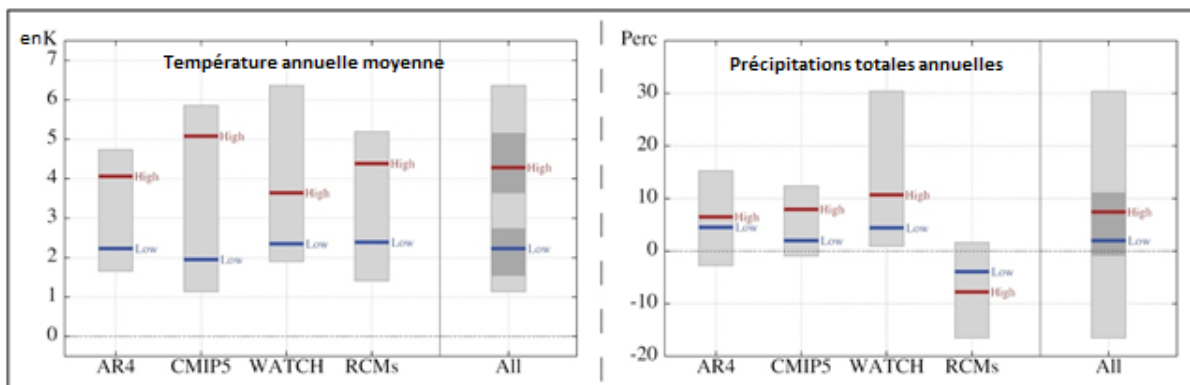 enK
Température annuelle moyenne
7
6
5
4
3
2
1
0
High
Low
High
Low
High
Low
High
Low
High
Low
AR4 CMIP5 WATCH RCMs All
Perc
Précipitations totales annuelles
30
20
10
0
-10
-20
High
Low
High
Low
High
Low
Low
High
High
Low
AR4 CMIP5 WATCH RCMs All